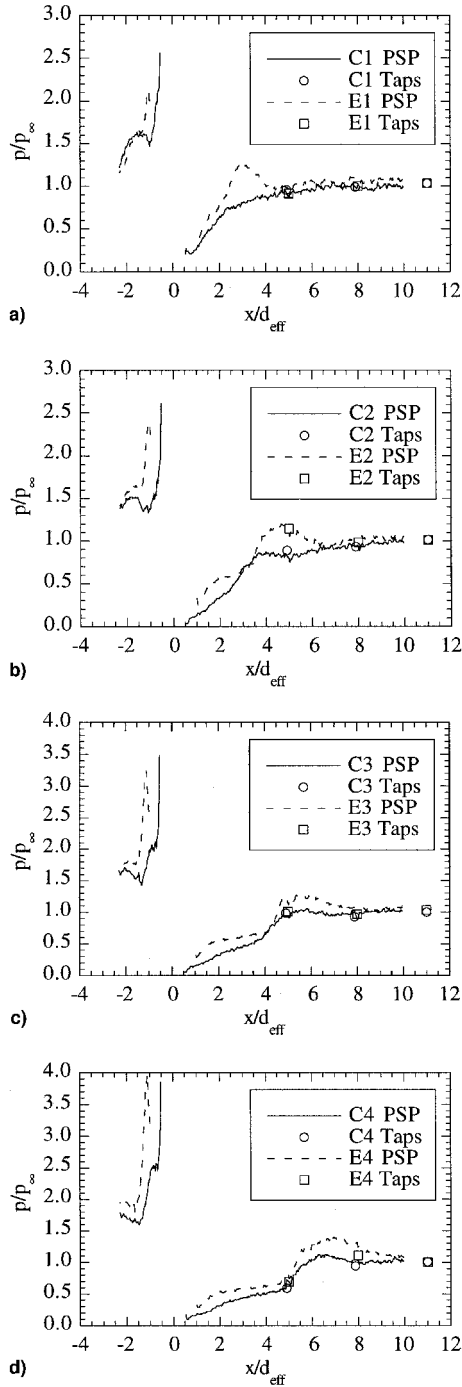 3.0
2.5
2.0
1.5
1.0
0.5
0.0
p/p∞
C1 PSP
C1 Taps
E1 PSP
E1 Taps
-4 -2 0 2 4 6 8 10 12
x/d_eff
a)
3.0
2.5
2.0
1.5
1.0
0.5
0.0
p/p∞
C2 PSP
C2 Taps
E2 PSP
E2 Taps
-4 -2 0 2 4 6 8 10 12
x/d_eff
b)
4.0
3.5
3.0
2.5
2.0
1.5
1.0
0.5
0.0
p/p∞
C3 PSP
C3 Taps
E3 PSP
E3 Taps
-4 -2 0 2 4 6 8 10 12
x/d_eff
c)
4.0
3.5
3.0
2.5
2.0
1.5
1.0
0.5
0.0
p/p∞
C4 PSP
C4 Taps
E4 PSP
E4 Taps
-4 -2 0 2 4 6 8 10 12
x/d_eff
d)